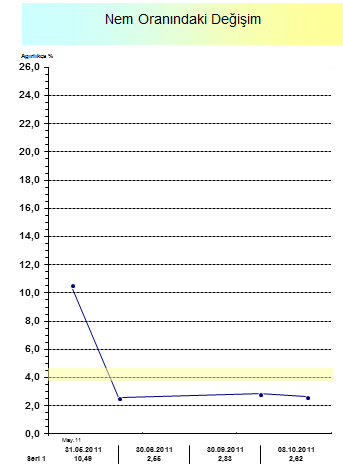 Nem Oranındaki Değişim
Ağırlıkça %
26,0
24,0
22,0
20,0
18,0
16,0
14,0
12,0
10,0
8,0
6,0
4,0
2,0
0,0
May.11
31.05.2011 30.06.2011 30.09.2011 03.10.2011
Seri 1 10,49 2,55 2,83 2,62